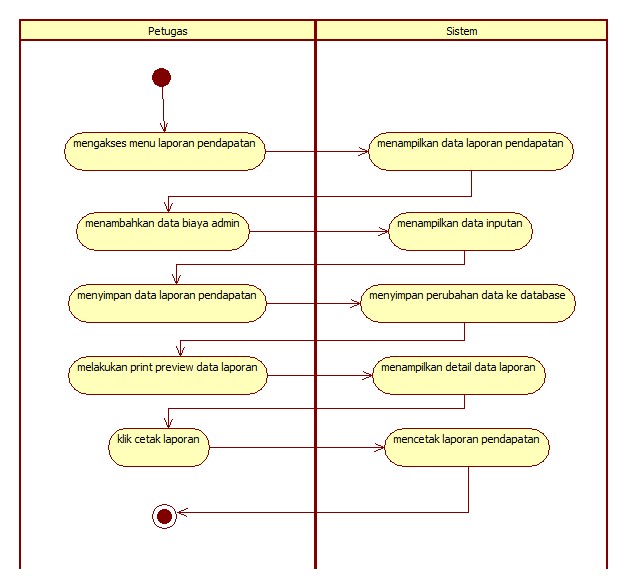 Petugas
Sistem
mengakses menu laporan pendapatan
menampilkan data laporan pendapatan
menambahkan data biaya admin
menampilkan data inputan
menyimpan data laporan pendapatan
menyimpan perubahan data ke database
melakukan print preview data laporan
menampilkan detail data laporan
klik cetak laporan
mencetak laporan pendapatan